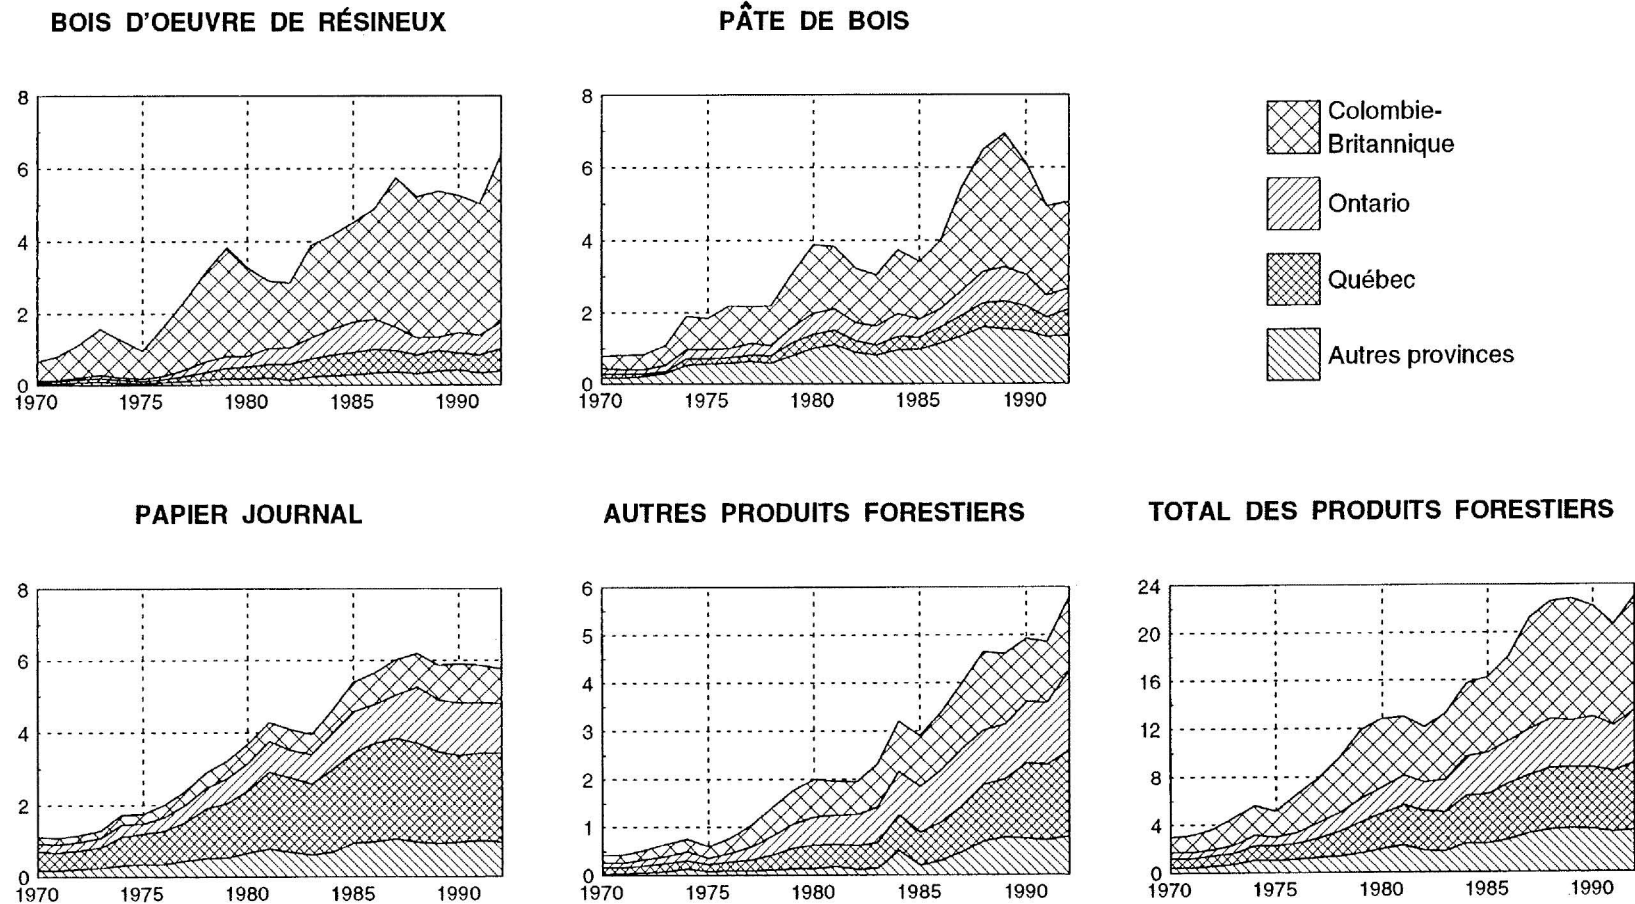 BOIS D'OEUVRE DE RÉSINEUX
8
6
4
2
0
1970 1975 1980 1985 1990
PÂTE DE BOIS
8
6
4
2
0
1970 1975 1980 1985 1990
Colombie-
Britannique
Ontario
Québec
Autres provinces
PAPIER JOURNAL
8
6
4
2
0
1970 1975 1980 1985 1990
AUTRES PRODUITS FORESTIERS
6
5
4
3
2
1
0
1970 1975 1980 1985 1990
TOTAL DES PRODUITS FORESTIERS
24
20
16
12
8
4
0
1970 1975 1980 1985 1990